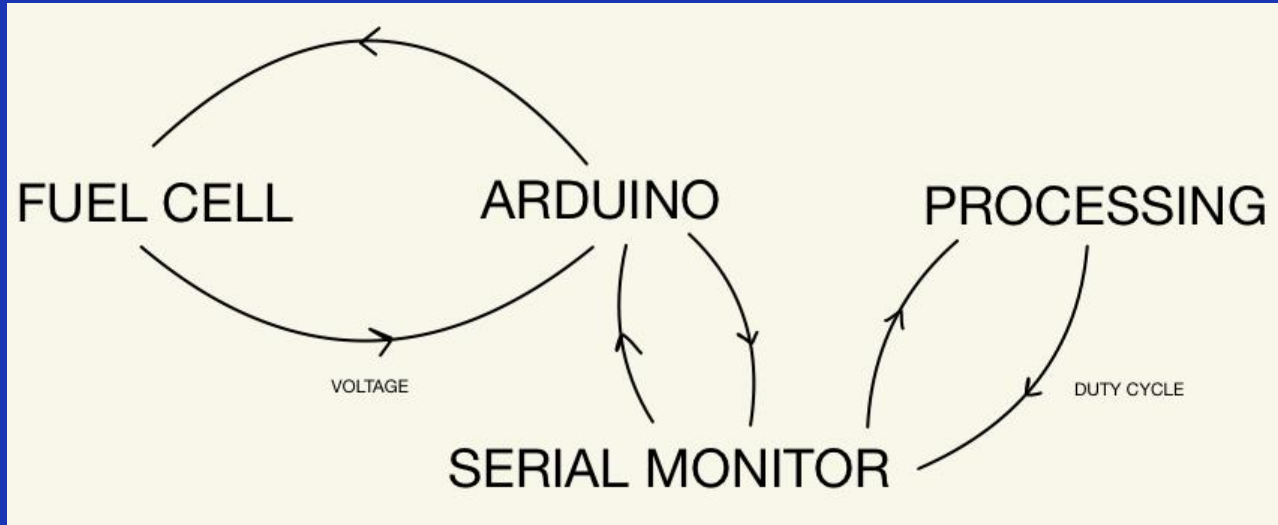 FUEL CELL
ARDUINO
PROCESSING
VOLTAGE
DUTY CYCLE
SERIAL MONITOR